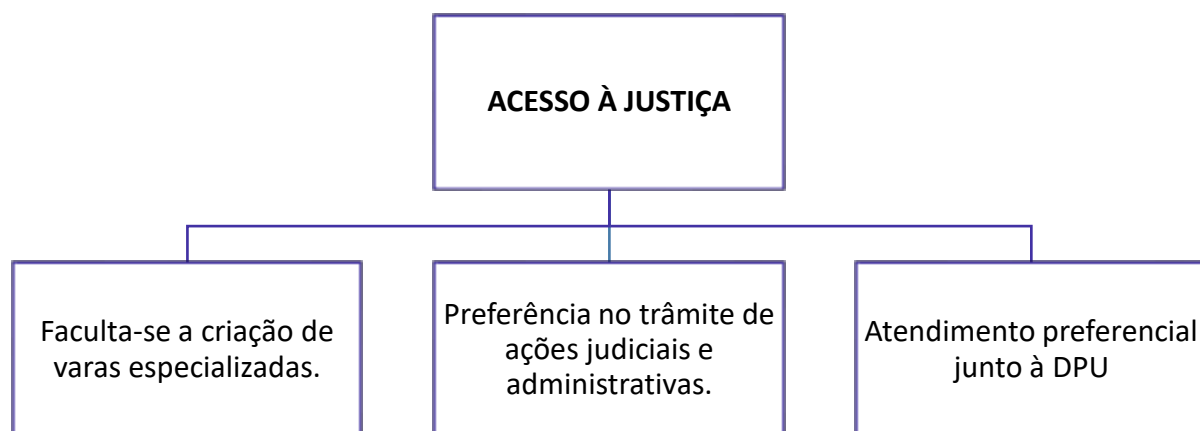 ACESSO À JUSTIÇA
Faculta-se a criação de
varas especializadas.
Preferência no trâmite de
ações judiciais e
administrativas.
Atendimento preferencial
junto à DPU